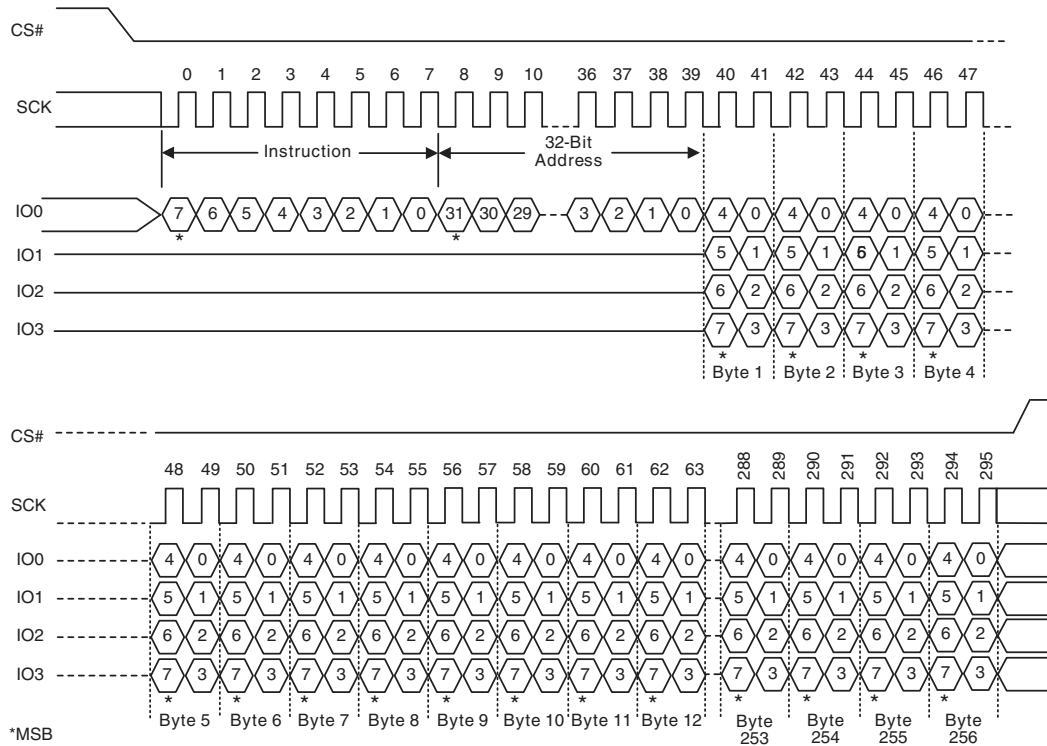 CS#
0 1 2 3 4 5 6 7 8 9 10 36 37 38 39 40 41 42 43 44 45 46 47
SCK
Instruction
32-Bit
Address
IO0 7 6 5 4 3 2 1 0 31 30 29 3 2 1 0 4 0 4 0 4 0 4 0
* *
IO1 5 1 5 1 6 1 5 1
IO2 6 2 6 2 6 2 6 2
IO3 7 3 7 3 7 3 7 3
* * * *
Byte 1 Byte 2 Byte 3 Byte 4
CS#
48 49 50 51 52 53 54 55 56 57 58 59 60 61 62 63 288 289 290 291 292 293 294 295
SCK
IO0 4 0 4 0 4 0 4 0 4 0 4 0 4 0 4 0 4 0 4 0 4 0 4 0
IO1 5 1 5 1 5 1 5 1 5 1 5 1 5 1 5 1 5 1 5 1 5 1 5 1
IO2 6 2 6 2 6 2 6 2 6 2 6 2 6 2 6 2 6 2 6 2 6 2 6 2
IO3 7 3 7 3 7 3 7 3 7 3 7 3 7 3 7 3 7 3 7 3 7 3 7 3
* * * * * * * * * * * *
Byte 5 Byte 6 Byte 7 Byte 8 Byte 9 Byte 10 Byte 11 Byte 12 Byte 253 Byte 254 Byte 255 Byte 256
*MSB